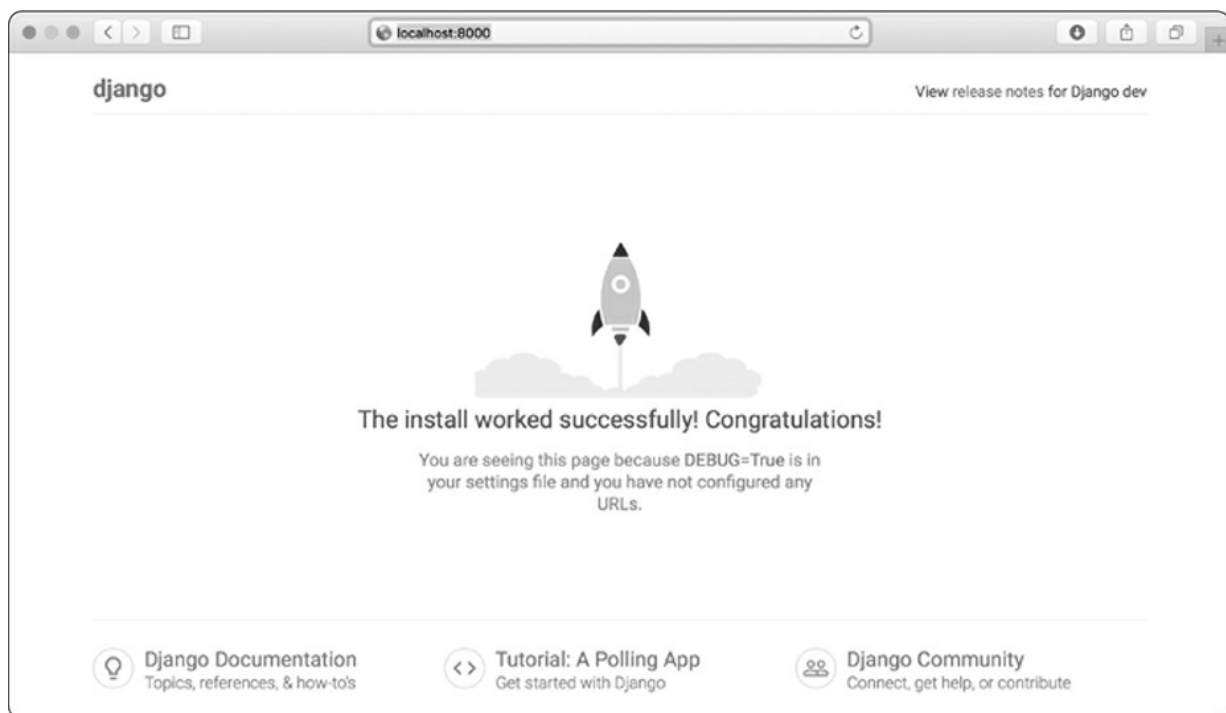 localhost:8000
django
View release notes for Django dev
The install worked successfully! Congratulations!
You are seeing this page because DEBUG=True is in
your settings file and you have not configured any
URLs.
Django Documentation
Topics, references, & how-to's
Tutorial: A Polling App
Get started with Django
Django Community
Connect, get help, or contribute